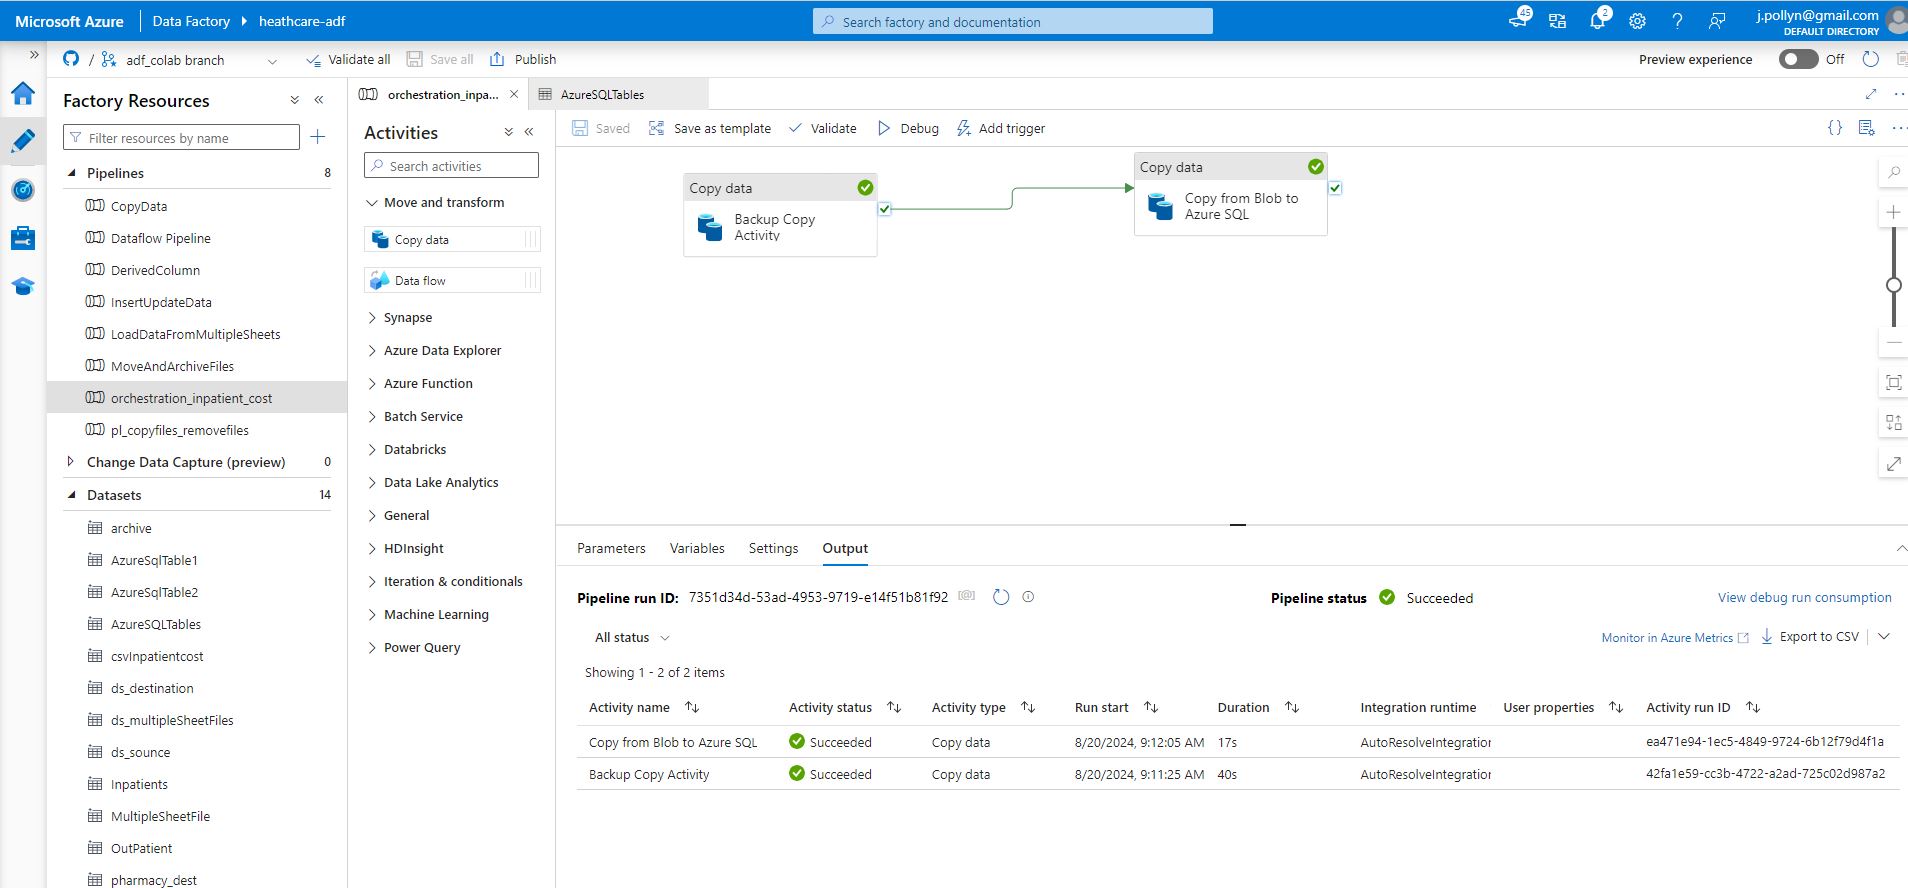 Microsoft Azure
Data Factory
heathcare-adf
Search factory and documentation
45
2
j.pollyn@gmail.com
DEFAULT DIRECTORY
/
adf_colab branch
Validate all
Save all
Publish
Preview experience
Off
Factory Resources
Filter resources by name
Pipelines
8
CopyData
Dataflow Pipeline
DerivedColumn
InsertUpdateData
LoadDataFromMultipleSheets
MoveAndArchiveFiles
orchestration_inpatient_cost
pl_copyfiles_removefiles
Change Data Capture (preview)
0
Datasets
14
archive
AzureSqlTable1
AzureSqlTable2
AzureSQLTables
csvInpatientcost
ds_destination
ds_multipleSheetFiles
ds_source
Inpatients
MultipleSheetFile
OutPatient
pharmacy_dest
orchestration_inpa...
AzureSQLTables
Activities
Search activities
Move and transform
Copy data
Data flow
Synapse
Azure Data Explorer
Azure Function
Batch Service
Databricks
Data Lake Analytics
General
HDInsight
Iteration & conditionals
Machine Learning
Power Query
Saved
Save as template
Validate
Debug
Add trigger
{}
Copy data
Backup Copy
Activity
Copy data
Copy from Blob to
Azure SQL
Parameters
Variables
Settings
Output
Pipeline run ID: 7351d34d-53ad-4953-9719-e14f51b81f92
Pipeline status
Succeeded
View debug run consumption
All status
Monitor in Azure Metrics
Export to CSV
Showing 1 - 2 of 2 items
Activity name Activity status Activity type Run start Duration Integration runtime User properties Activity run ID
Copy from Blob to Azure SQL Succeeded Copy data 8/20/2024, 9:12:05 AM 17s AutoResolveIntegration ea471e94-1ec5-4849-9724-6b12f79d4f1a
Backup Copy Activity Succeeded Copy data 8/20/2024, 9:11:25 AM 40s AutoResolveIntegration 42fa1e59-cc3b-4722-a2ad-725c02d987a2